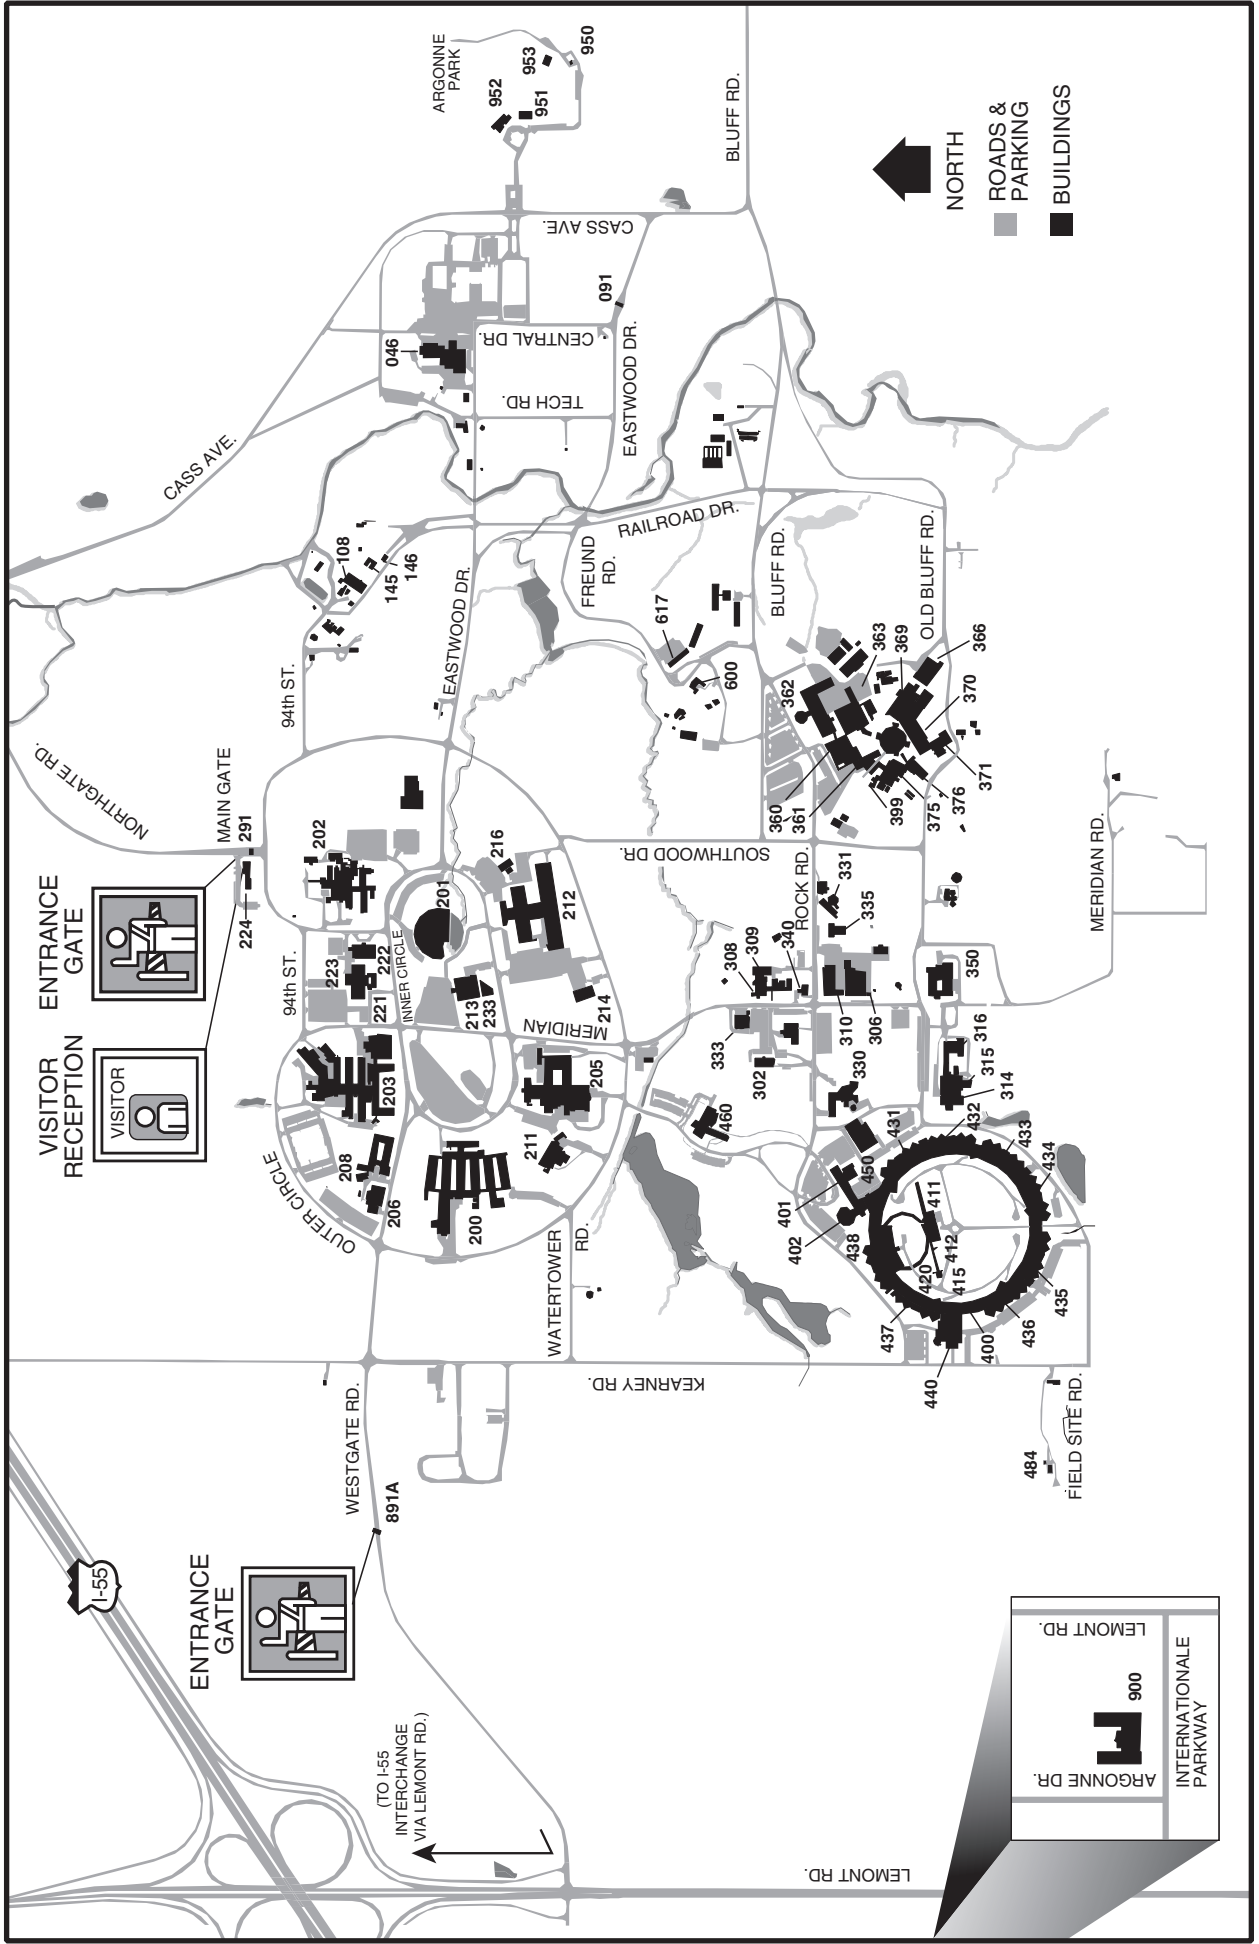 I-55
ENTRANCE
GATE
VISITOR
RECEPTION
VISITOR
ENTRANCE
GATE
MAIN GATE
291
224
NORTHGATE RD.
CASS AVE.
ARGONNE
PARK
952
953
951
950
(TO I-55
INTERCHANGE
VIA LEMONT RD.)
WESTGATE RD.
891A
OUTER CIRCLE
94th ST.
94th ST.
208
206
203
223
221
222
202
INNER CIRCLE
201
108
145
146
046
200
211
205
MERIDIAN
213
233
214
212
216
EASTWOOD DR.
TECH RD.
CENTRAL DR.
CASS AVE.
EASTWOOD DR.
091
WATERTOWER
RD.
KEARNEY RD.
SOUTHWOOD DR.
FREUND
RD.
RAILROAD DR.
617
600
BLUFF RD.
BLUFF RD.
460
333
302
308
309
340
ROCK RD.
331
335
310
306
330
350
316
315
314
360
361
362
363
369
366
370
371
376
375
399
OLD BLUFF RD.
MERIDIAN RD.
401
402
438
450
431
432
433
434
411
412
420
415
437
400
436
435
440
484
FIELD SITE RD.
LEMONT RD.
LEMONT RD.
900
ARGONNE DR.
INTERNATIONALE
PARKWAY
NORTH
ROADS &
PARKING
BUILDINGS